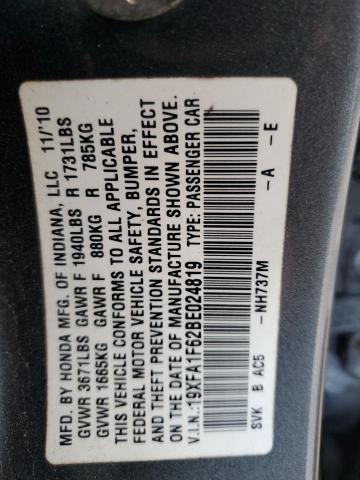 MFD. BY HONDA MFG. OF INDIANA, LLC 11/'10
GVWR 3671LBS GAWR F 1940LBS R 1731LBS
GVWR 1665KG GAWR F 880KG R 785KG
THIS VEHICLE CONFORMS TO ALL APPLICABLE
FEDERAL MOTOR VEHICLE SAFETY, BUMPER,
AND THEFT PREVENTION STANDARDS IN EFFECT
ON THE DATE OF MANUFACTURE SHOWN ABOVE.
V.I.N.:19XFA1F62BE024819 TYPE: PASSENGER CAR
SVK B AC5 -NH737M -A -E